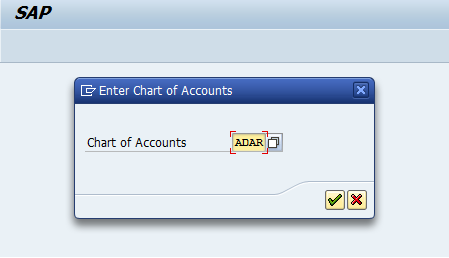 SAP
Enter Chart of Accounts
Chart of Accounts ADAR